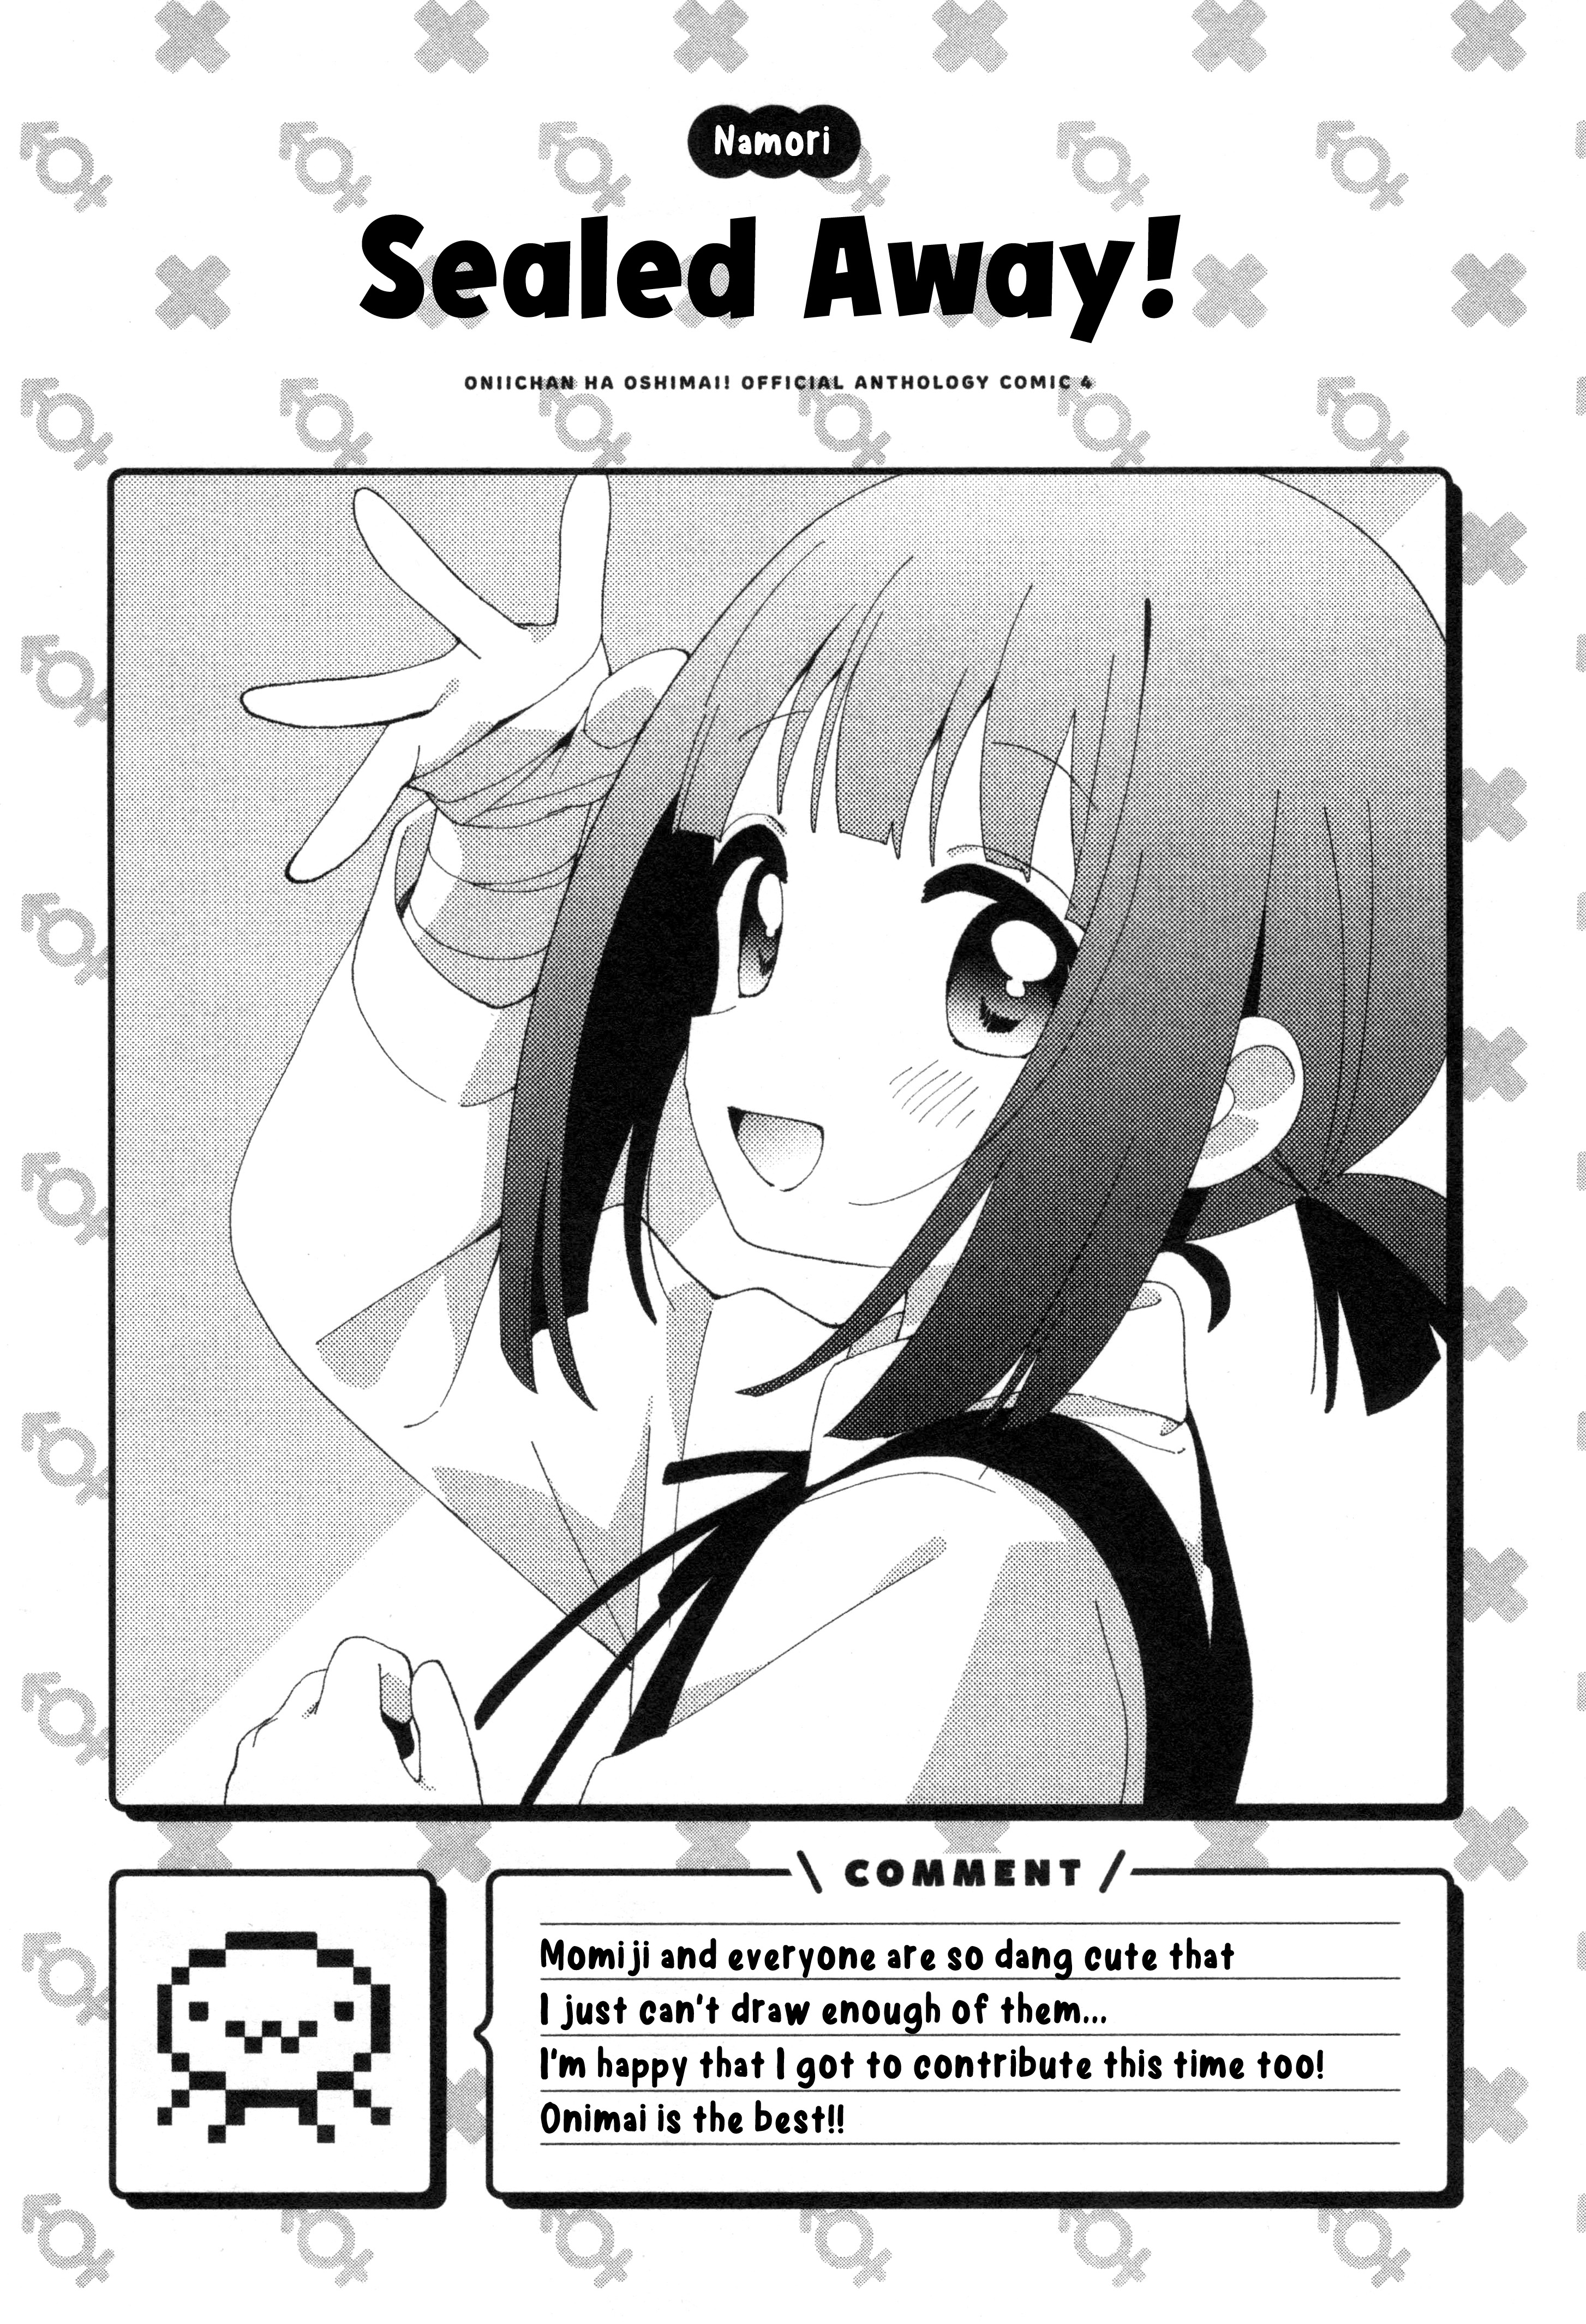 Namori
Sealed Away!
ONIICHAN HA OSHIMAI! OFFICIAL ANTHOLOGY COMIC 4
\ COMMENT /
Momiji and everyone are so dang cute that
I just can't draw enough of them...
I'm happy that I got to contribute this time too!
Onimai is the best!!